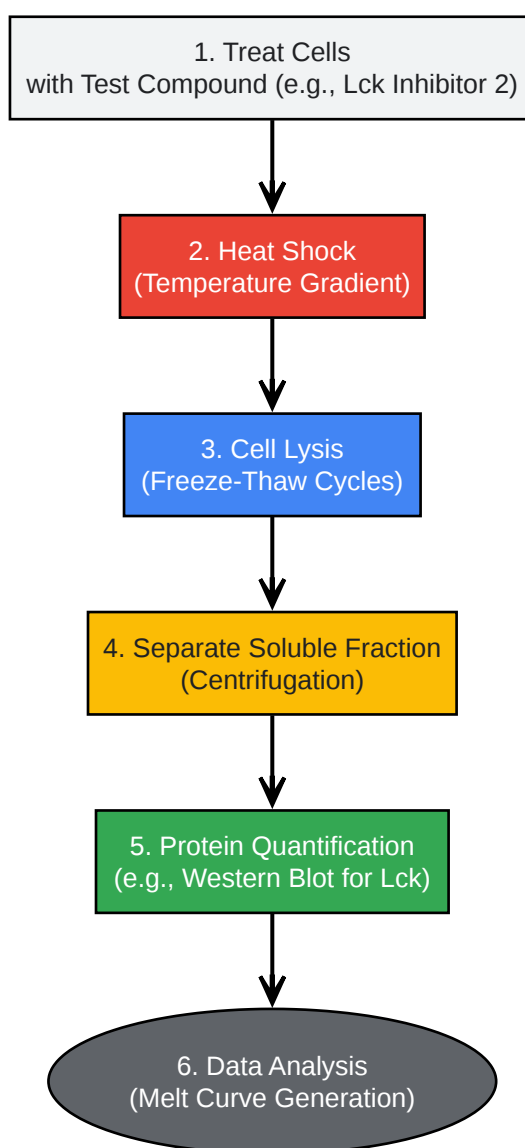 1. Treat Cells
with Test Compound (e.g., Lck Inhibitor 2)
2. Heat Shock
(Temperature Gradient)
3. Cell Lysis
(Freeze-Thaw Cycles)
4. Separate Soluble Fraction
(Centrifugation)
5. Protein Quantification
(e.g., Western Blot for Lck)
6. Data Analysis
(Melt Curve Generation)